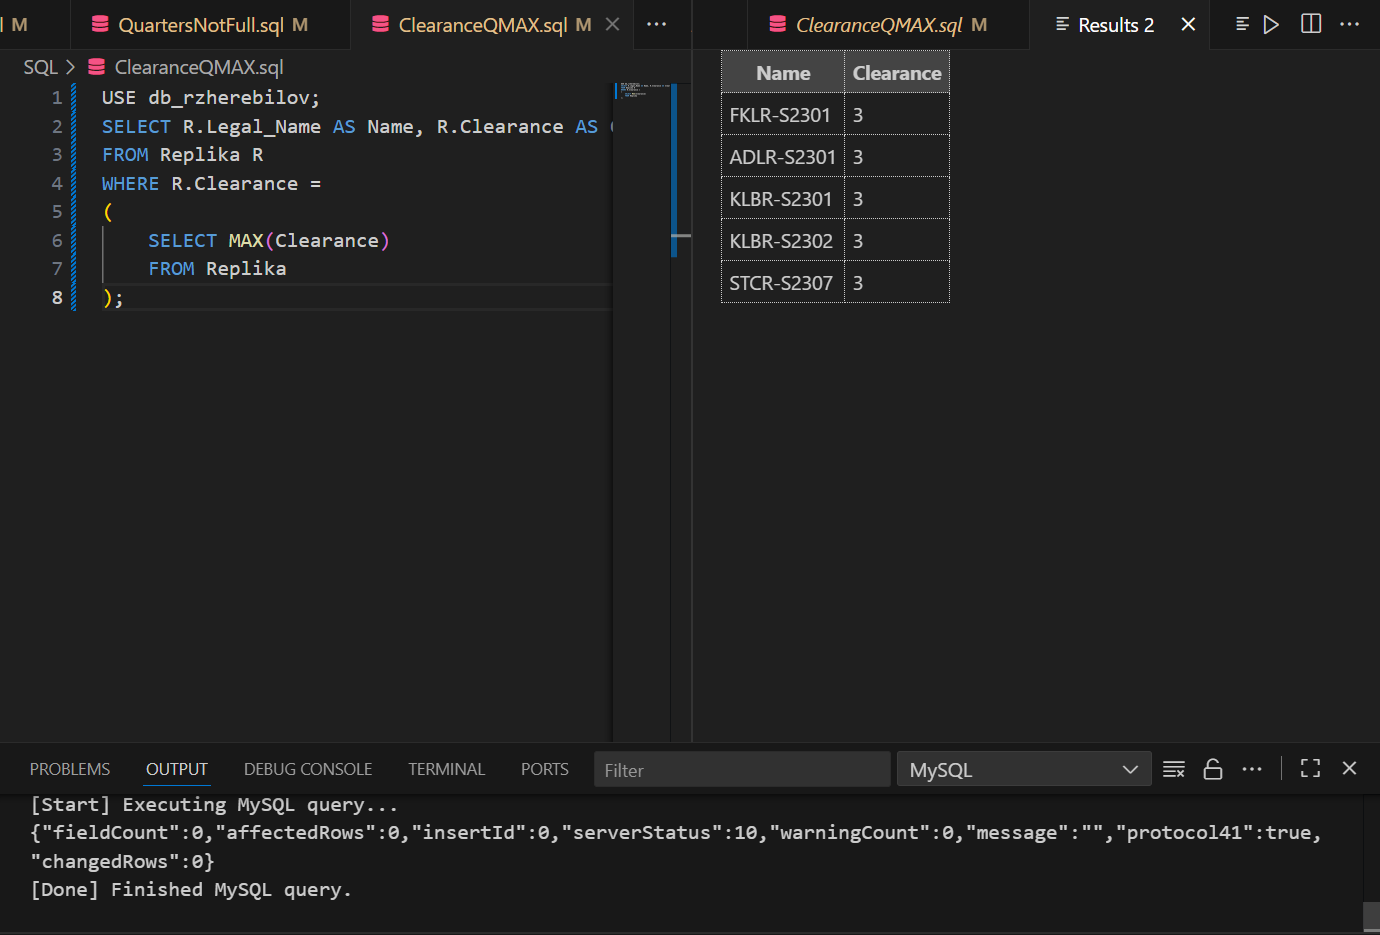 l M
QuartersNotFull.sql M
ClearanceQMAX.sql M
ClearanceQMAX.sql M
Results 2
SQL > ClearanceQMAX.sql
1 USE db_rzherebilov;
2 SELECT R.Legal_Name AS Name, R.Clearance AS
3 FROM Replika R
4 WHERE R.Clearance =
5 (
6 SELECT MAX(Clearance)
7 FROM Replika
8 );
Name Clearance
FKLR-S2301 3
ADLR-S2301 3
KLBR-S2301 3
KLBR-S2302 3
STCR-S2307 3
PROBLEMS OUTPUT DEBUG CONSOLE TERMINAL PORTS Filter MySQL
[Start] Executing MySQL query...
{"fieldCount":0,"affectedRows":0,"insertId":0,"serverStatus":10,"warningCount":0,"message":"","protocol41":true,
"changedRows":0}
[Done] Finished MySQL query.